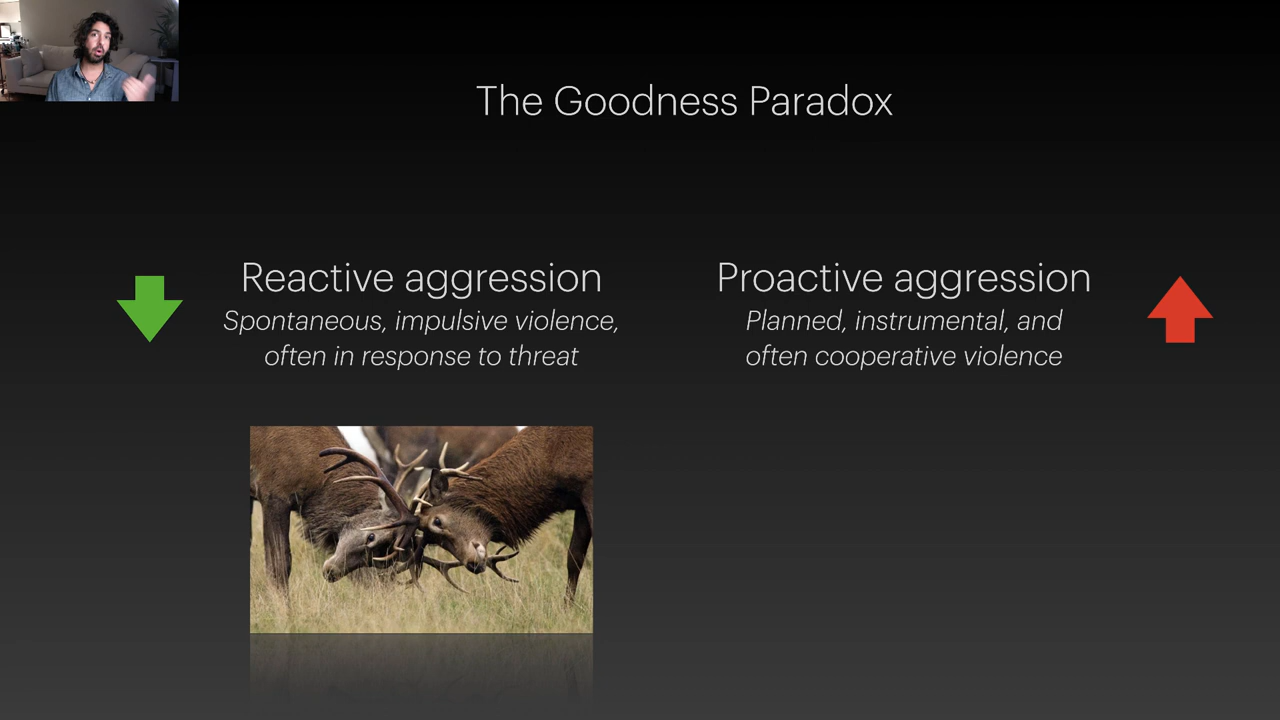 The Goodness Paradox
Reactive aggression
Spontaneous, impulsive violence,
often in response to threat
Proactive aggression
Planned, instrumental, and
often cooperative violence